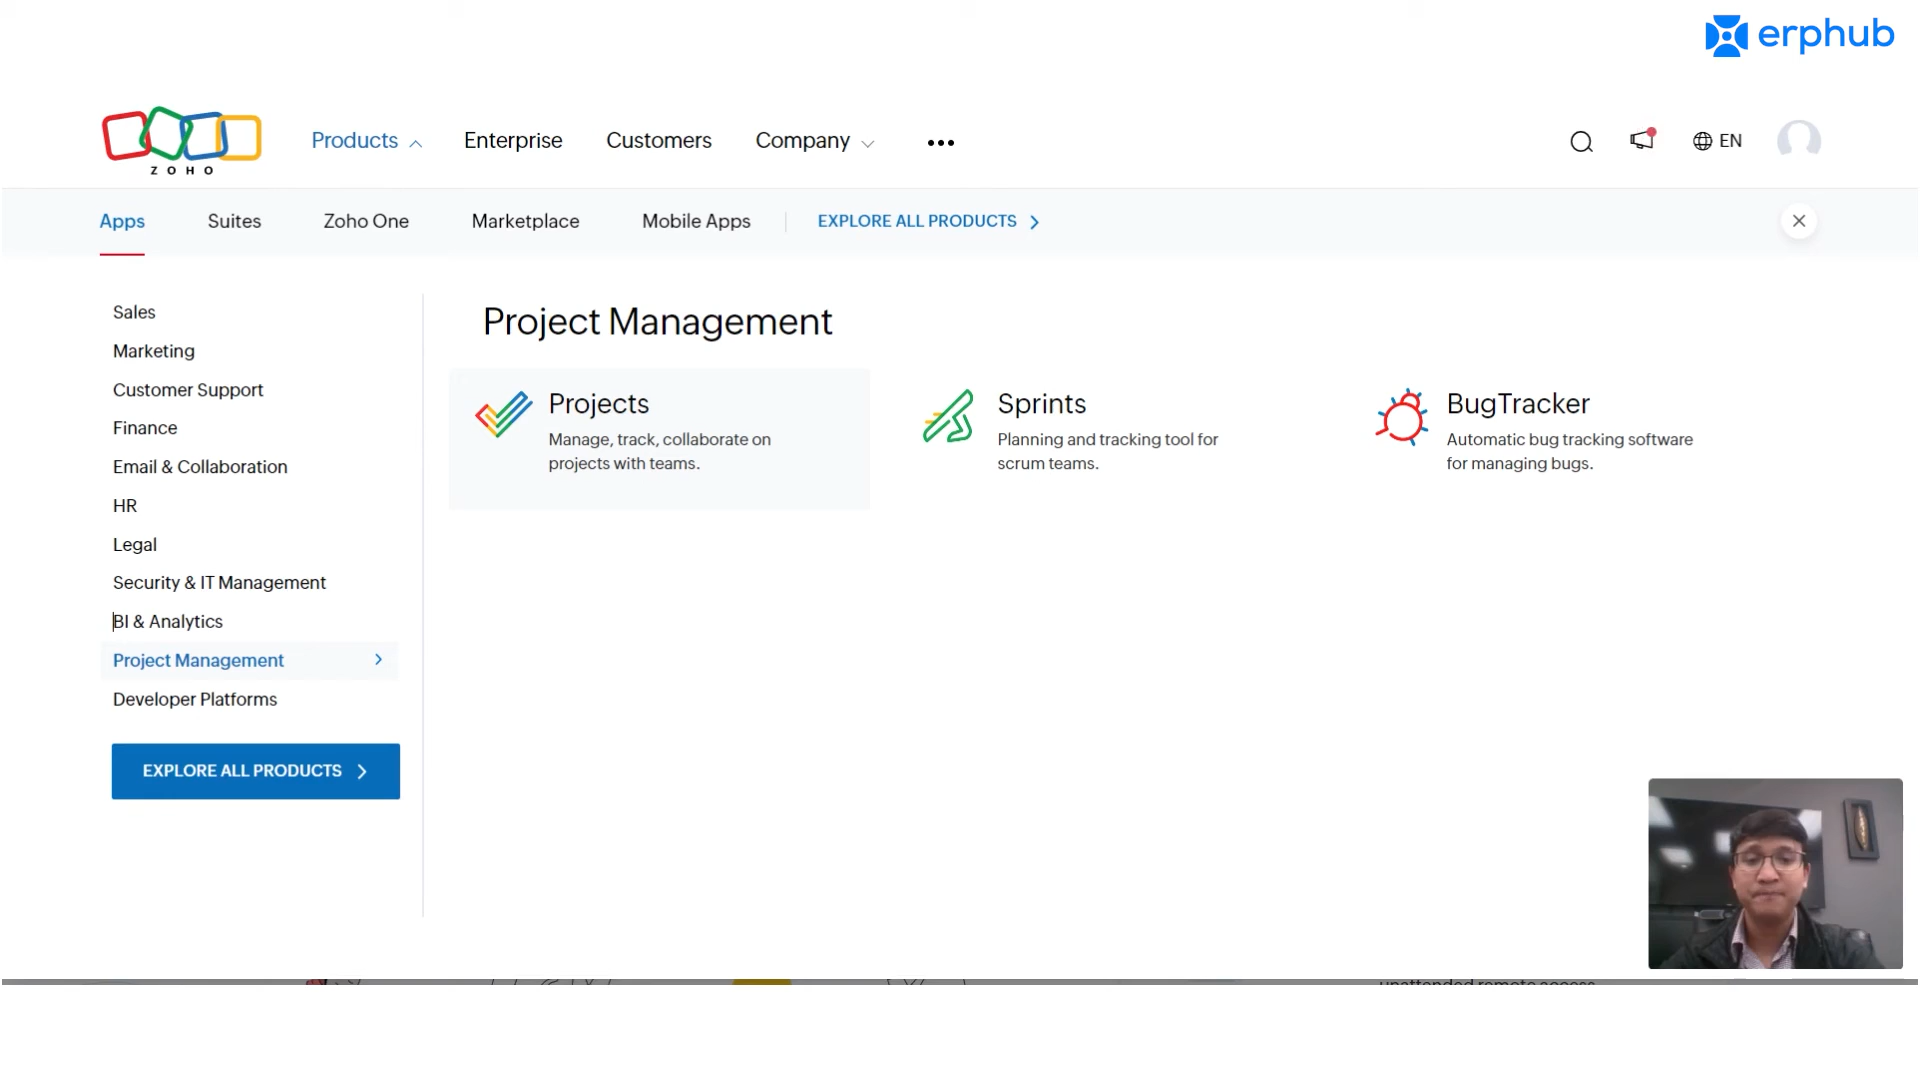 erphub
ZOHO
Products Enterprise Customers Company
EN
Apps Suites Zoho One Marketplace Mobile Apps EXPLORE ALL PRODUCTS
Sales
Marketing
Customer Support
Finance
Email & Collaboration
HR
Legal
Security & IT Management
BI & Analytics
Project Management
Developer Platforms
EXPLORE ALL PRODUCTS
Project Management
Projects
Manage, track, collaborate on
projects with teams.
Sprints
Planning and tracking tool for
scrum teams.
BugTracker
Automatic bug tracking software
for managing bugs.
unattended remote access